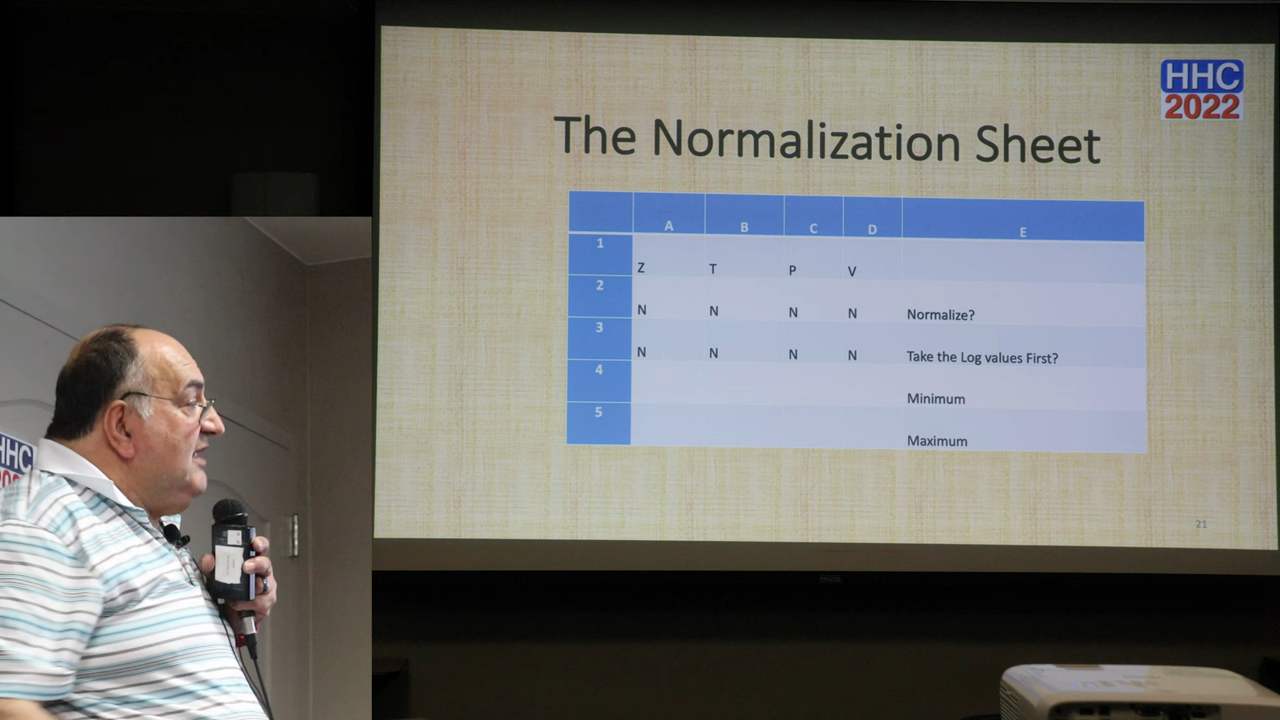 HHC
2022
The Normalization Sheet
A B C D E
1
Z T P V
2
N N N N Normalize?
3
N N N N Take the Log values First?
4
Minimum
5
Maximum
21
HHC